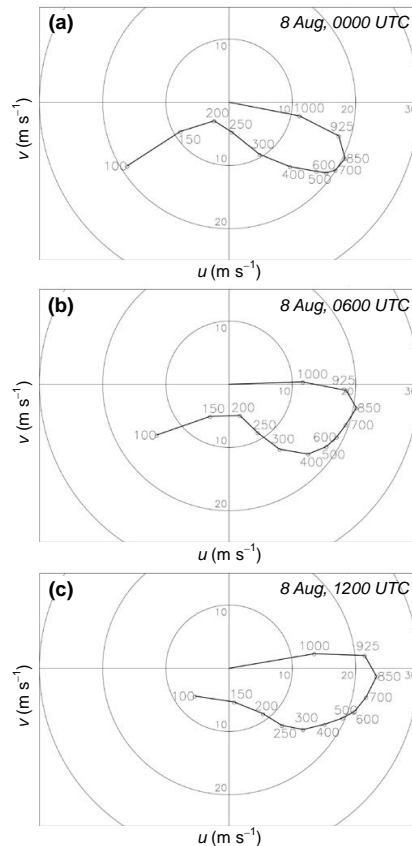 (a) 8 Aug, 0000 UTC
10
10 1000 20 30
925
200
250
150
850
100 300 600 700
10 400 500
20
v (m s⁻¹)
u (m s⁻¹)
(b) 8 Aug, 0600 UTC
10
1000 925
10 20 30
850
150 200
250 700
100
300 600
10 500
400
20
v (m s⁻¹)
u (m s⁻¹)
(c) 8 Aug, 1200 UTC
10
1000 925
10 20 850 30
100 150
200 700
300 500
250 400 600
10
20
v (m s⁻¹)
u (m s⁻¹)